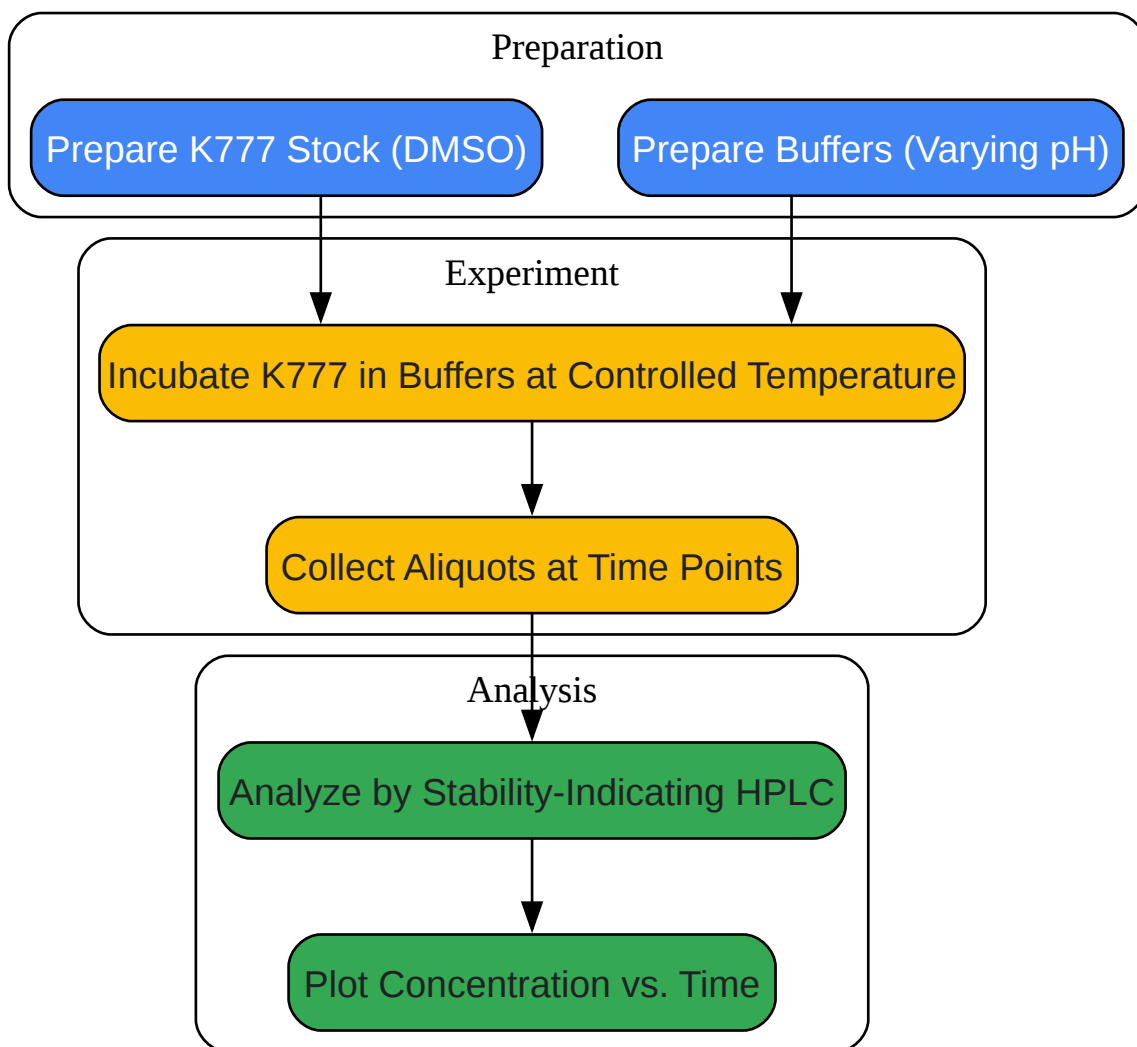 Preparation
Prepare K777 Stock (DMSO)
Prepare Buffers (Varying pH)
Experiment
Incubate K777 in Buffers at Controlled Temperature
Collect Aliquots at Time Points
Analysis
Analyze by Stability-Indicating HPLC
Plot Concentration vs. Time